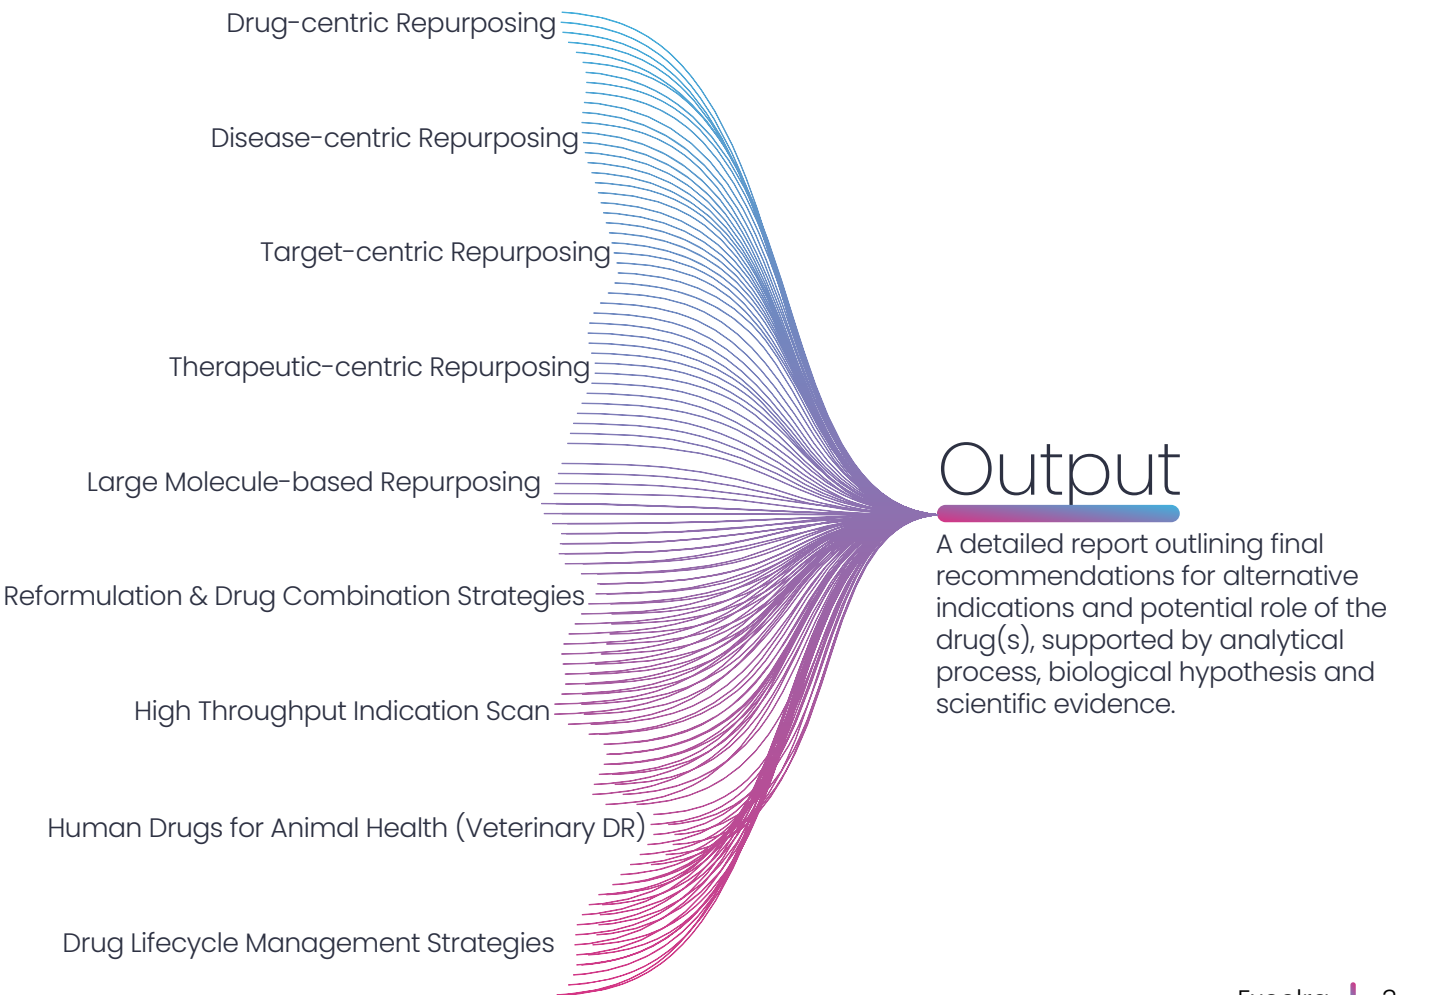 Drug-centric Repurposing
Disease-centric Repurposing
Target-centric Repurposing
Therapeutic-centric Repurposing
Large Molecule-based Repurposing
Reformulation & Drug Combination Strategies
High Throughput Indication Scan
Human Drugs for Animal Health (Veterinary DR)
Drug Lifecycle Management Strategies
Output
A detailed report outlining final
recommendations for alternative
indications and potential role of the
drug(s), supported by analytical
process, biological hypothesis and
scientific evidence.